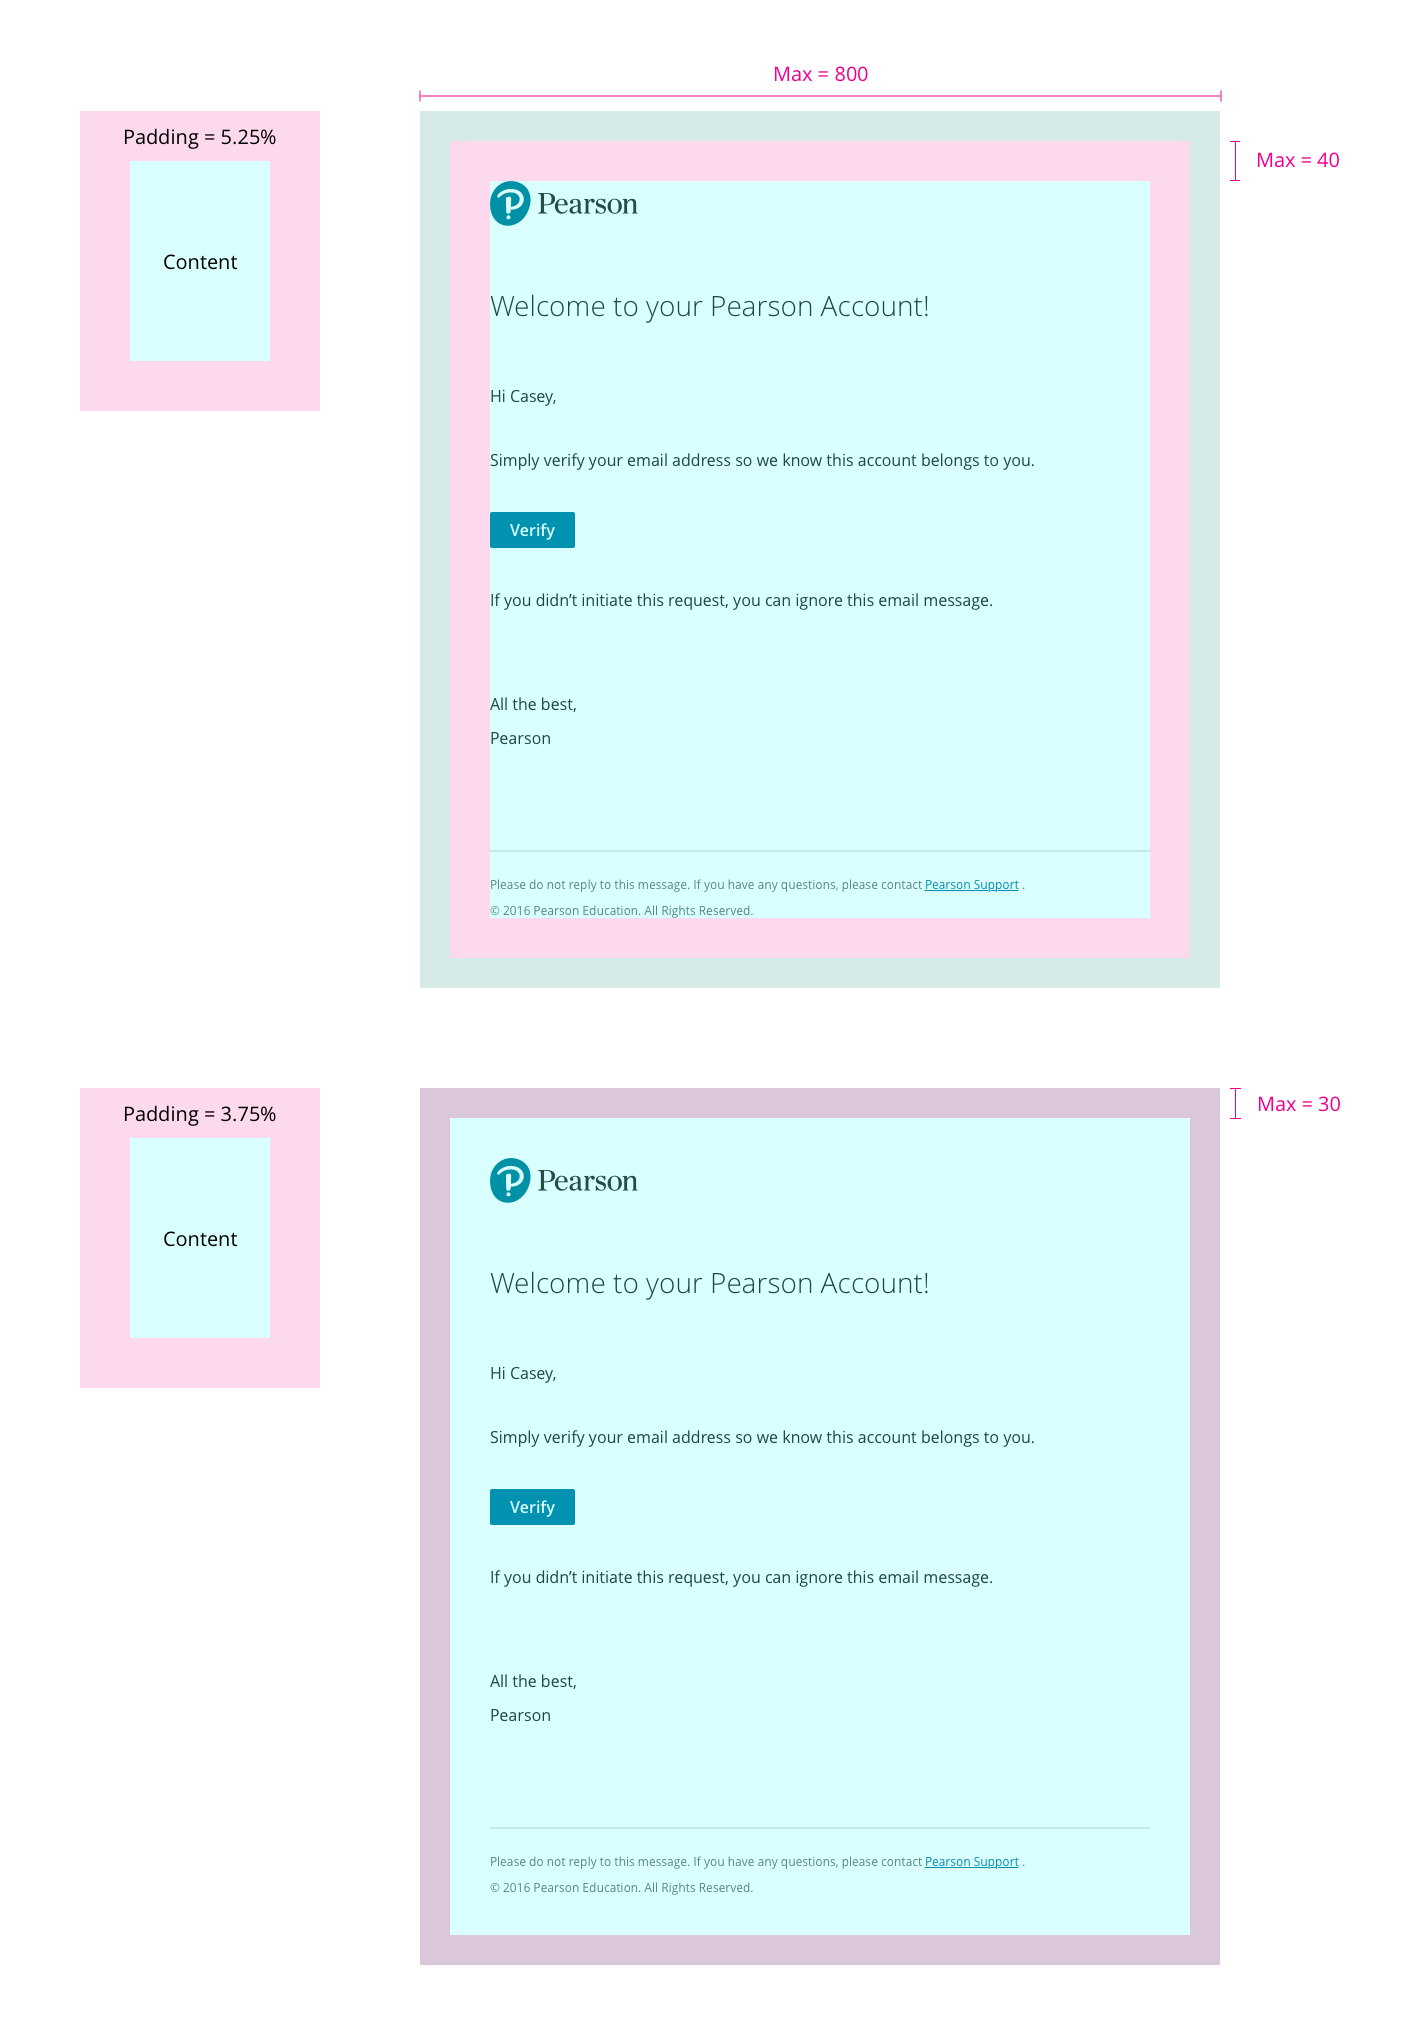 Max = 800
Padding = 5.25%
Content
Max = 40
Pearson
Welcome to your Pearson Account!
Hi Casey,
Simply verify your email address so we know this account belongs to you.
Verify
If you didn’t initiate this request, you can ignore this email message.
All the best,
Pearson
Please do not reply to this message. If you have any questions, please contact Pearson Support .
© 2016 Pearson Education. All Rights Reserved.
Padding = 3.75%
Content
Max = 30
Pearson
Welcome to your Pearson Account!
Hi Casey,
Simply verify your email address so we know this account belongs to you.
Verify
If you didn’t initiate this request, you can ignore this email message.
All the best,
Pearson
Please do not reply to this message. If you have any questions, please contact Pearson Support .
© 2016 Pearson Education. All Rights Reserved.